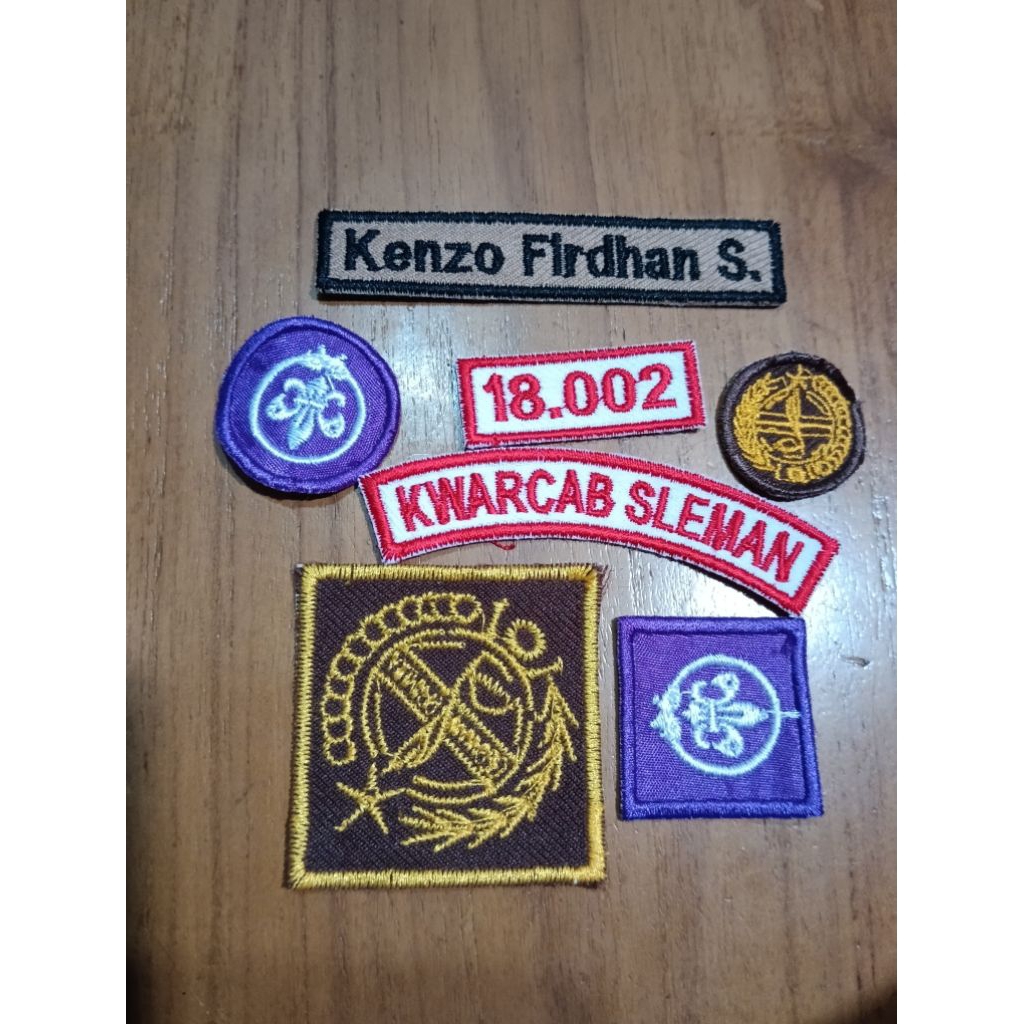 Kenzo Firdhan S.
18.002
KWARCAB SLEMAN